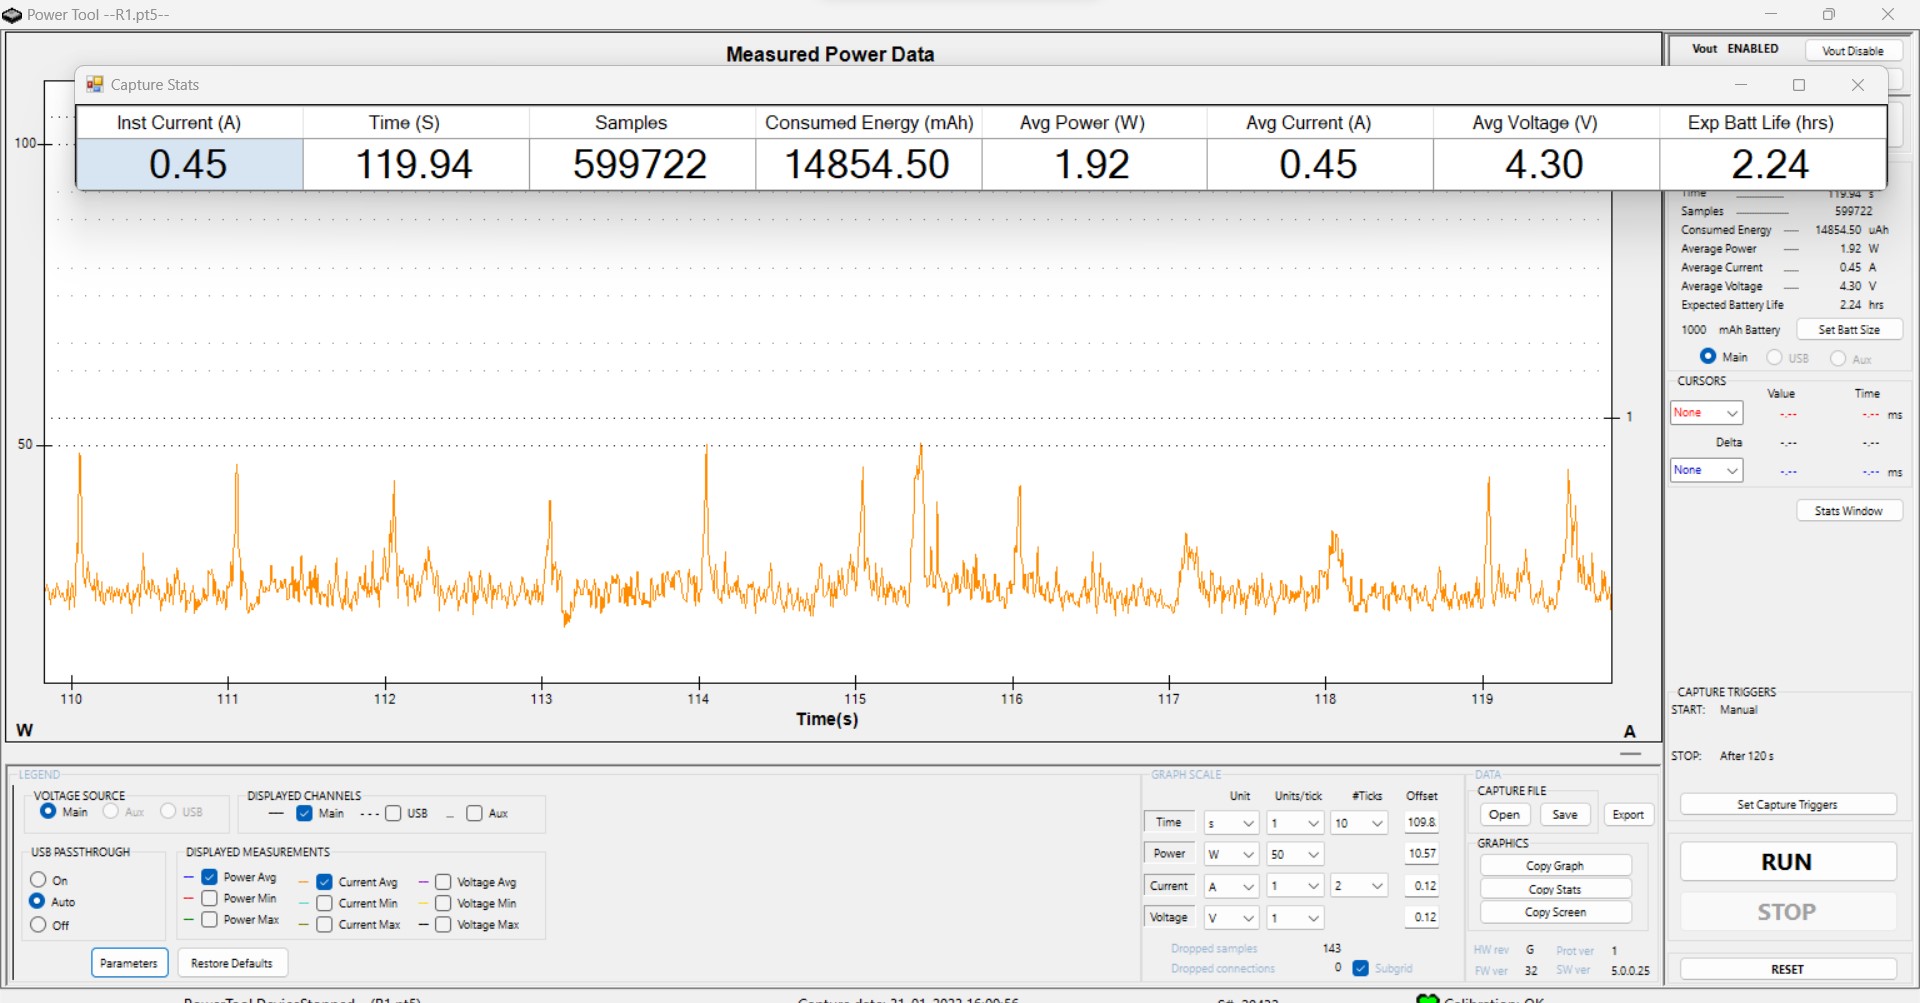 Power Tool --R1.pt5--
Measured Power Data
Vout ENABLED Vout Disable
Capture Stats
Inst Current (A) Time (S) Samples Consumed Energy (mAh) Avg Power (W) Avg Current (A) Avg Voltage (V) Exp Batt Life (hrs)
0.45 119.94 599722 14854.50 1.92 0.45 4.30 2.24
100
50
1
110 111 112 113 114 115 116 117 118 119
Time(s)
W
A
Time 119.94 s
Samples 599722
Consumed Energy 14854.50 uAh
Average Power 1.92 W
Average Current 0.45 A
Average Voltage 4.30 V
Expected Battery Life 2.24 hrs
1000 mAh Battery Set Batt Size
Main USB Aux
CURSORS
Value Time
None -.-- -.-- ms
Delta -.-- -.--
None -.-- -.-- ms
Stats Window
CAPTURE TRIGGERS
START: Manual
STOP: After 120 s
Set Capture Triggers
RUN
STOP
RESET
LEGEND
VOLTAGE SOURCE
Main Aux USB
DISPLAYED CHANNELS
Main USB Aux
USB PASSTHROUGH
On
Auto
Off
DISPLAYED MEASUREMENTS
Power Avg Current Avg Voltage Avg
Power Min Current Min Voltage Min
Power Max Current Max Voltage Max
Parameters Restore Defaults
GRAPH SCALE
Unit Units/tick #Ticks Offset
Time s 1 10 109.8
Power W 50 10.57
Current A 1 2 0.12
Voltage V 1 0.12
Dropped samples 143
Dropped connections 0 Subgrid
DATA
CAPTURE FILE
Open Save Export
GRAPHICS
Copy Graph
Copy Stats
Copy Screen
HW rev G Prot ver 1
FW ver 32 SW ver 5.0.0.25